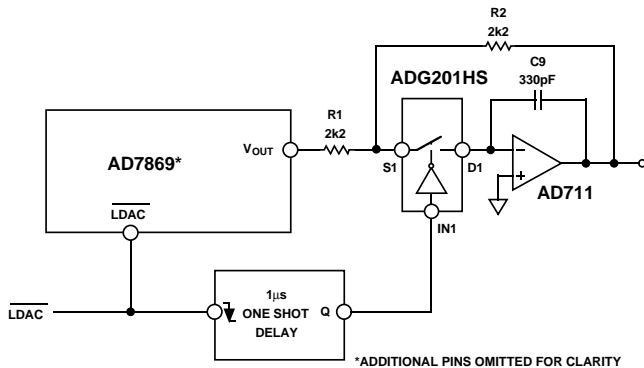 R2
2k2
C9
330pF
ADG201HS
R1
2k2
AD7869*
VOUT
S1
D1
–
+
AD711
LDAC
IN1
LDAC
1µs
ONE SHOT
DELAY
Q
*ADDITIONAL PINS OMITTED FOR CLARITY